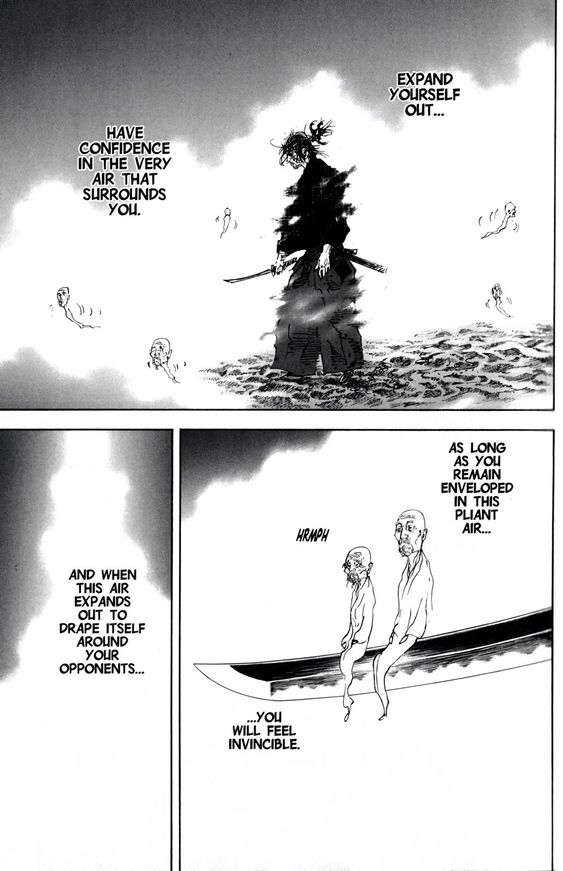 EXPAND
YOURSELF
OUT...
HAVE
CONFIDENCE
IN THE VERY
AIR THAT
SURROUNDS
YOU.
AS LONG
AS YOU
REMAIN
ENVELOPED
IN THIS
PLIANT
AIR...
HRMPH
...YOU
WILL FEEL
INVINCIBLE.
AND WHEN
THIS AIR
EXPANDS
OUT TO
DRAPE ITSELF
AROUND
YOUR
OPPONENTS...